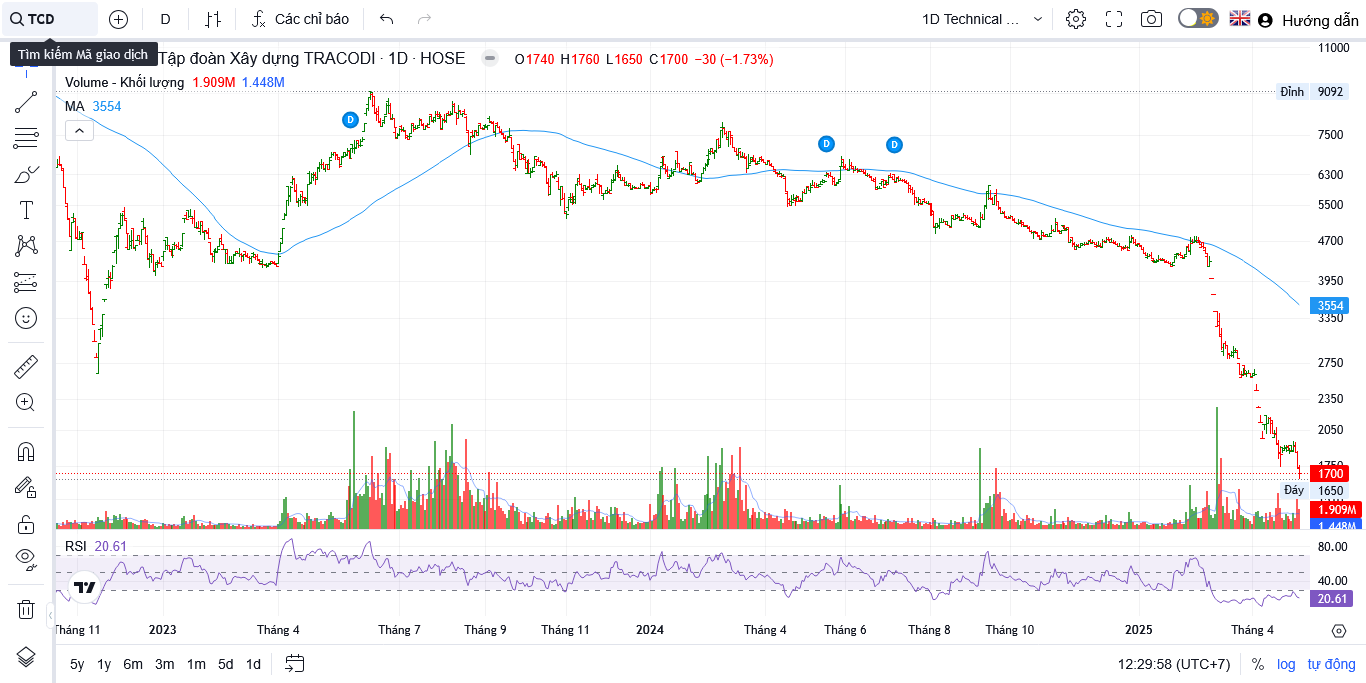 TCD
D
Các chỉ báo
1D Technical ...
Hướng dẫn
Tìm kiếm Mã giao dịch
Tập đoàn Xây dựng TRACODI · 1D · HOSE
O1740 H1760 L1650 C1700 −30 (−1.73%)
Volume - Khối lượng 1.909M 1.448M
MA 3554
11000
Đỉnh 9092
7500
6300
5500
4700
3950
3554
3350
2750
2350
2050
1750
1700
Đáy 1650
1.909M
1.448M
D
D
D
RSI 20.61
80.00
40.00
20.61
Tháng 11
2023
Tháng 4
Tháng 7
Tháng 9
Tháng 11
2024
Tháng 4
Tháng 6
Tháng 8
Tháng 10
2025
Tháng 4
5y 1y 6m 3m 1m 5d 1d
12:29:58 (UTC+7)
% log tự động